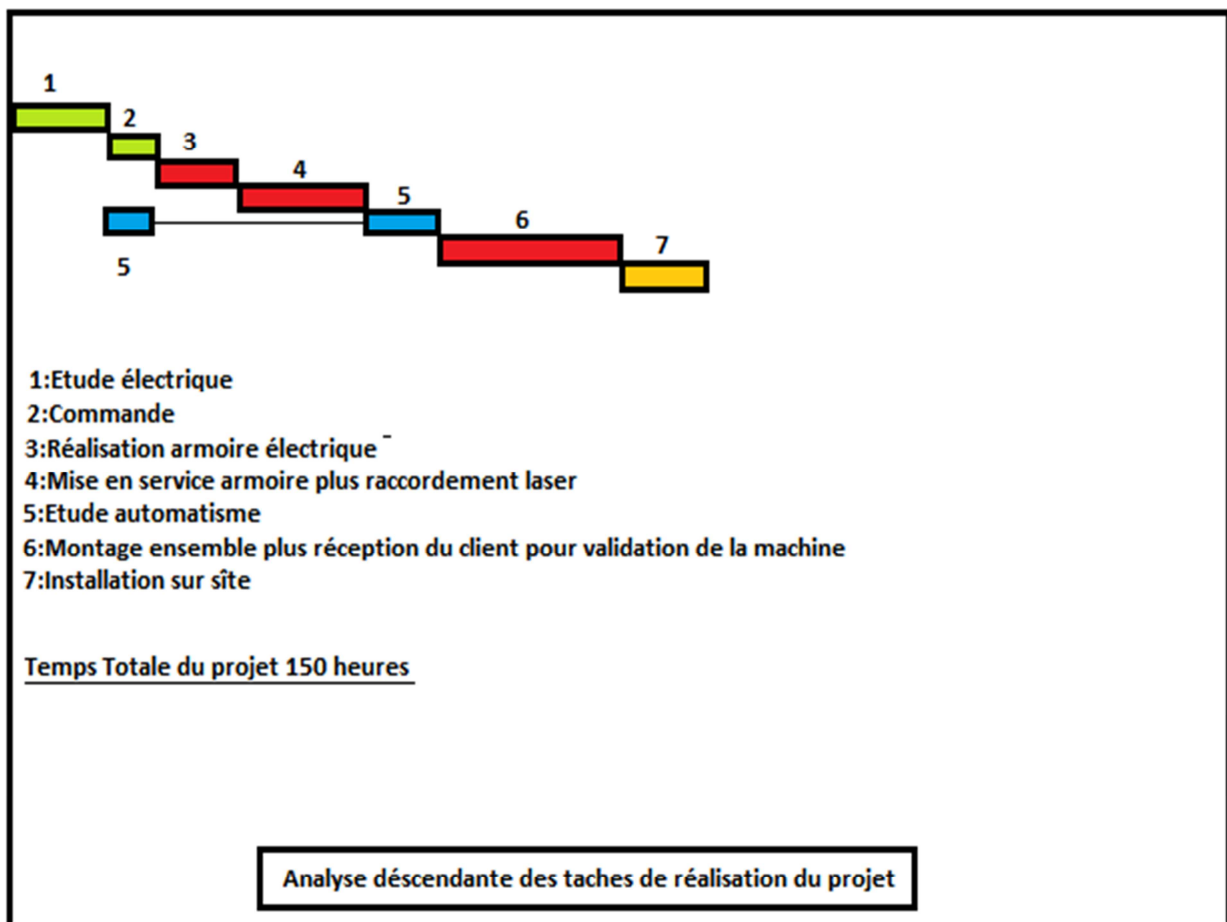 1
2
3
4
5
6
7
5
1:Etude électrique
2:Commande
3:Réalisation armoire électrique -
4:Mise en service armoire plus raccordement laser
5:Etude automatisme
6:Montage ensemble plus réception du client pour validation de la machine
7:Installation sur sîte
Temps Totale du projet 150 heures
Analyse déscendante des taches de réalisation du projet